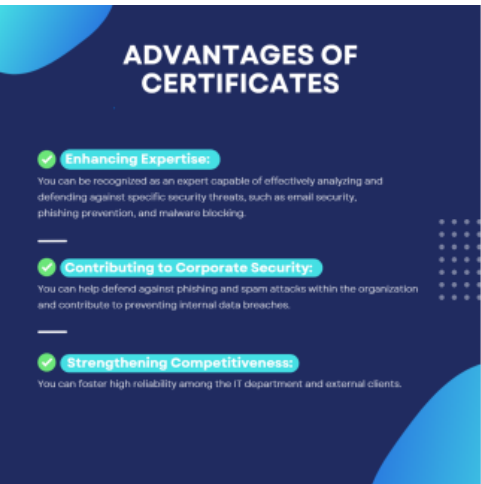 ADVANTAGES OF
CERTIFICATES
Enhancing Expertise:
You can be recognized as an expert capable of effectively analyzing and
defending against specific security threats, such as email security,
phishing prevention, and malware blocking.
Contributing to Corporate Security:
You can help defend against phishing and spam attacks within the organization
and contribute to preventing internal data breaches.
Strengthening Competitiveness:
You can foster high reliability among the IT department and external clients.